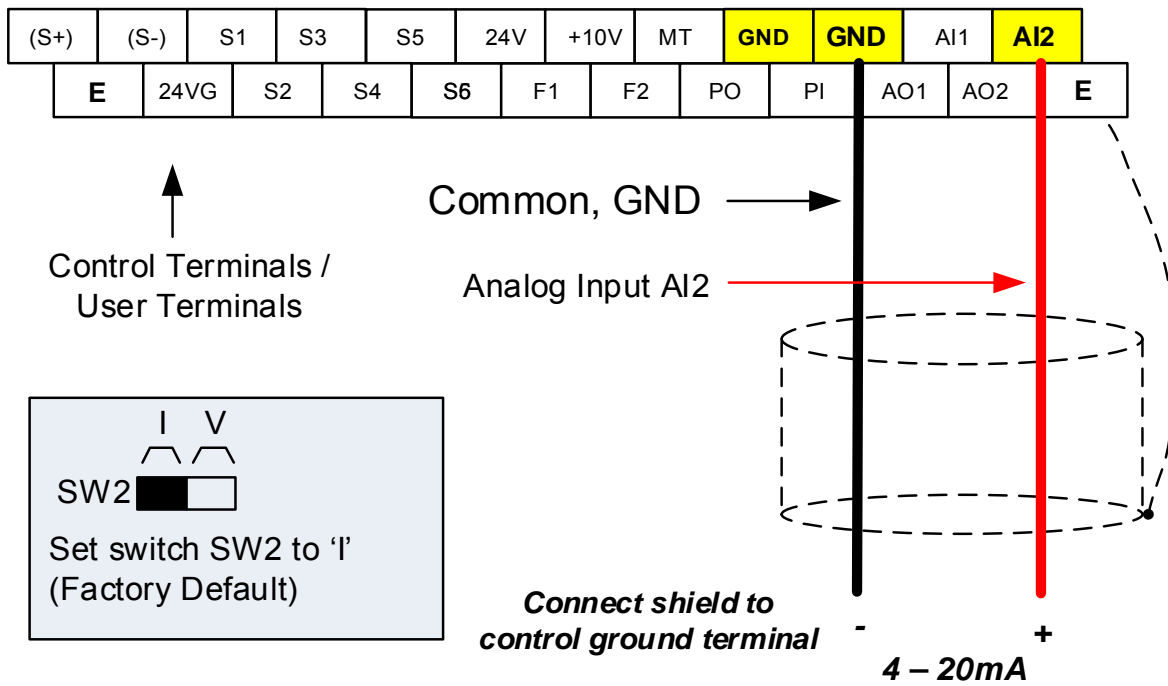 (S+) (S-) S1 S3 S5 24V +10V MT GND GND AI1 AI2
E 24VG S2 S4 S6 F1 F2 PO PI AO1 AO2 E
Common, GND
Control Terminals /
User Terminals
Analog Input AI2
I V
SW2
Set switch SW2 to ‘I’
(Factory Default)
Connect shield to
control ground terminal
- +
4 – 20mA